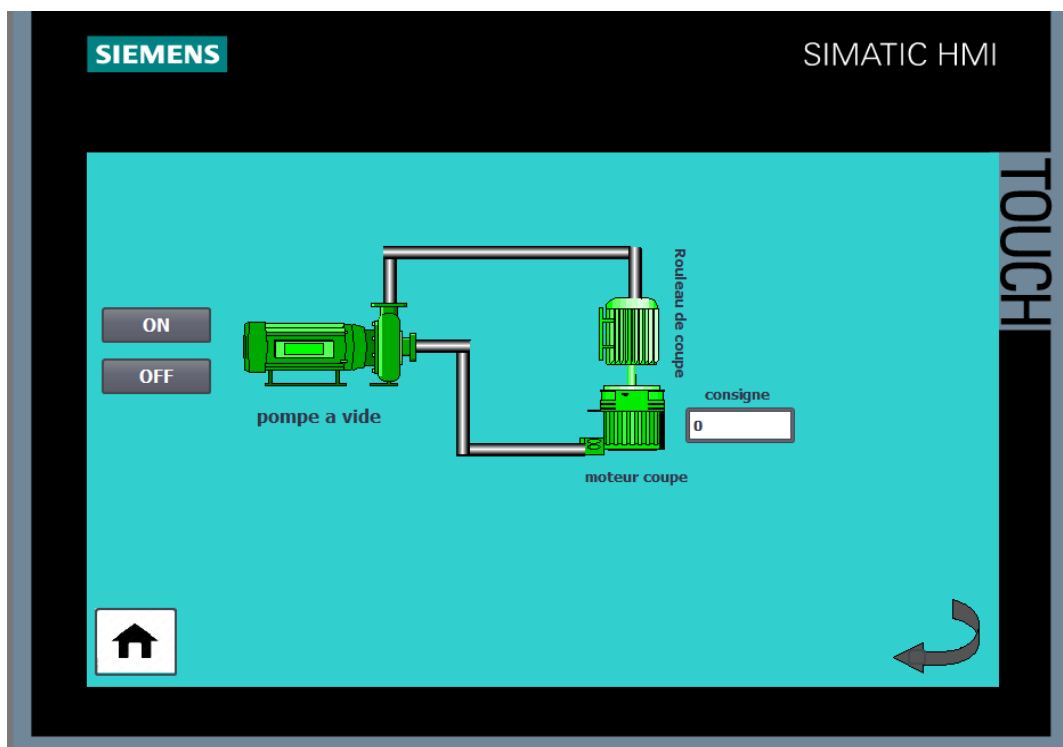 SIEMENS
SIMATIC HMI
TOUCH
Rouleau de coupe
ON
OFF
consigne
0
pompe a vide
moteur coupe